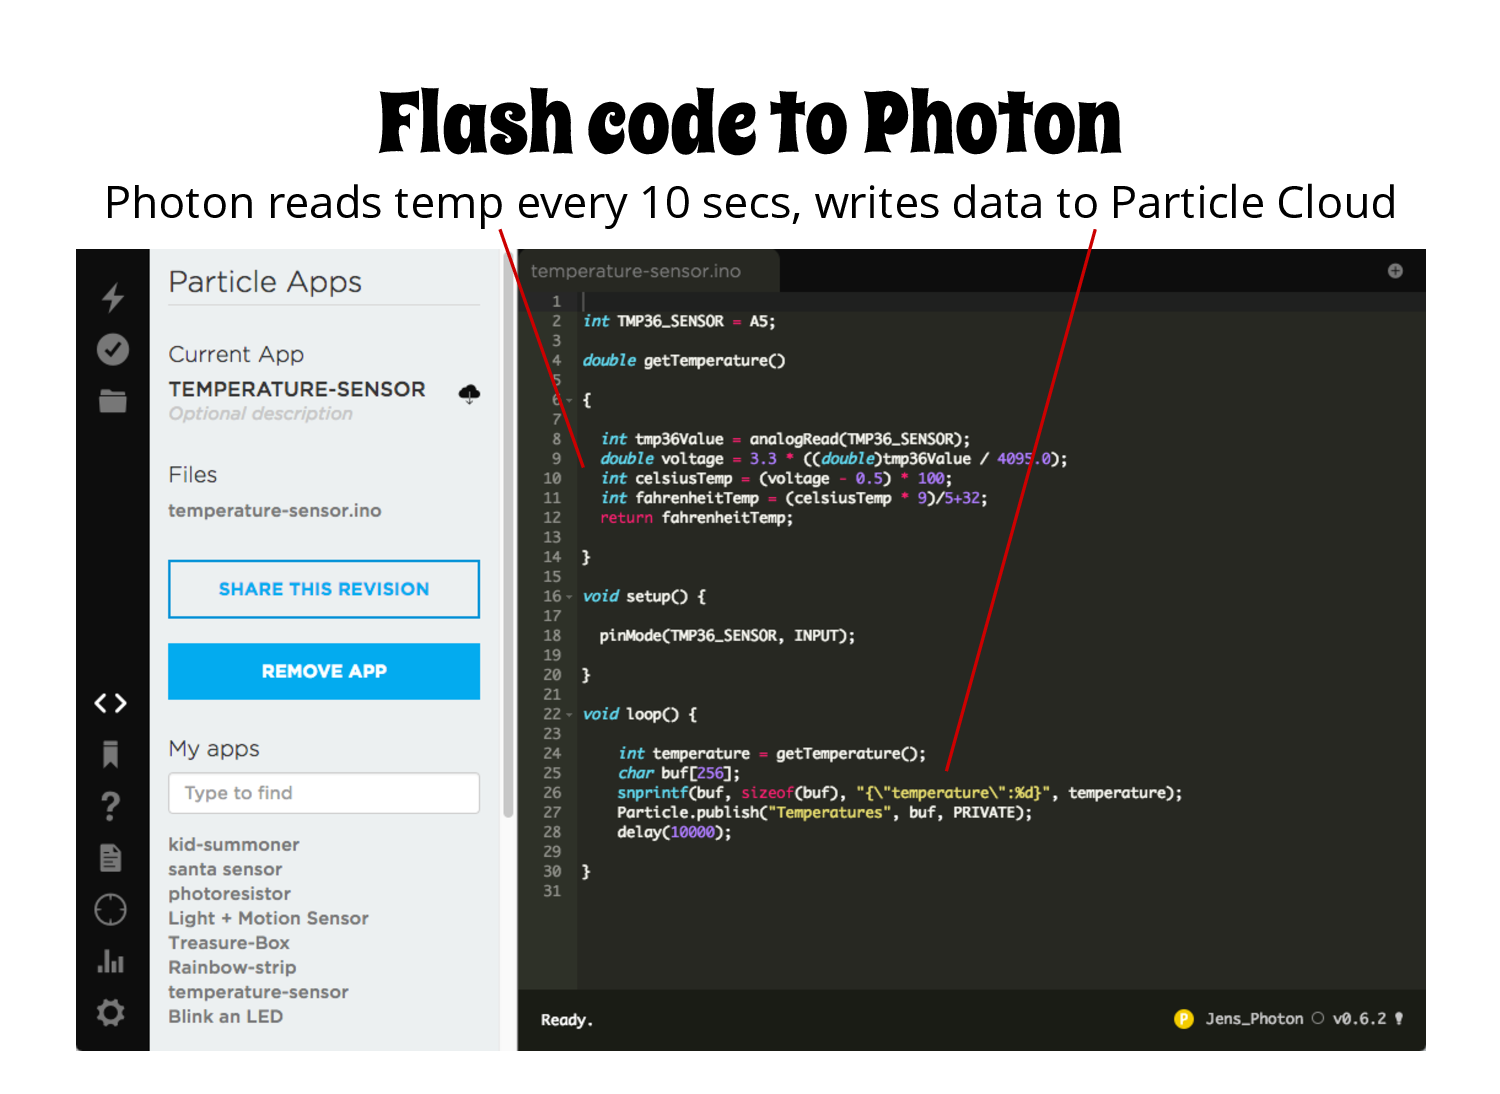 Flash code to Photon
Photon reads temp every 10 secs, writes data to Particle Cloud
Particle Apps
Current App
TEMPERATURE-SENSOR
Optional description
Files
temperature-sensor.ino
SHARE THIS REVISION
REMOVE APP
My apps
Type to find
kid-summoner
santa sensor
photoresistor
Light + Motion Sensor
Treasure-Box
Rainbow-strip
temperature-sensor
Blink an LED
temperature-sensor.ino
1
2 int TMP36_SENSOR = A5;
3
4 double getTemperature()
5
6 {
7
8 int tmp36Value = analogRead(TMP36_SENSOR);
9 double voltage = 3.3 * ((double)tmp36Value / 4095.0);
10 int celsiusTemp = (voltage - 0.5) * 100;
11 int fahrenheitTemp = (celsiusTemp * 9)/5+32;
12 return fahrenheitTemp;
13
14 }
15
16 void setup() {
17
18 pinMode(TMP36_SENSOR, INPUT);
19
20 }
21
22 void loop() {
23
24 int temperature = getTemperature();
25 char buf[256];
26 snprintf(buf, sizeof(buf), "{\"temperature\":%d}", temperature);
27 Particle.publish("Temperatures", buf, PRIVATE);
28 delay(10000);
29
30 }
31
Ready.
P Jens_Photon v0.6.2